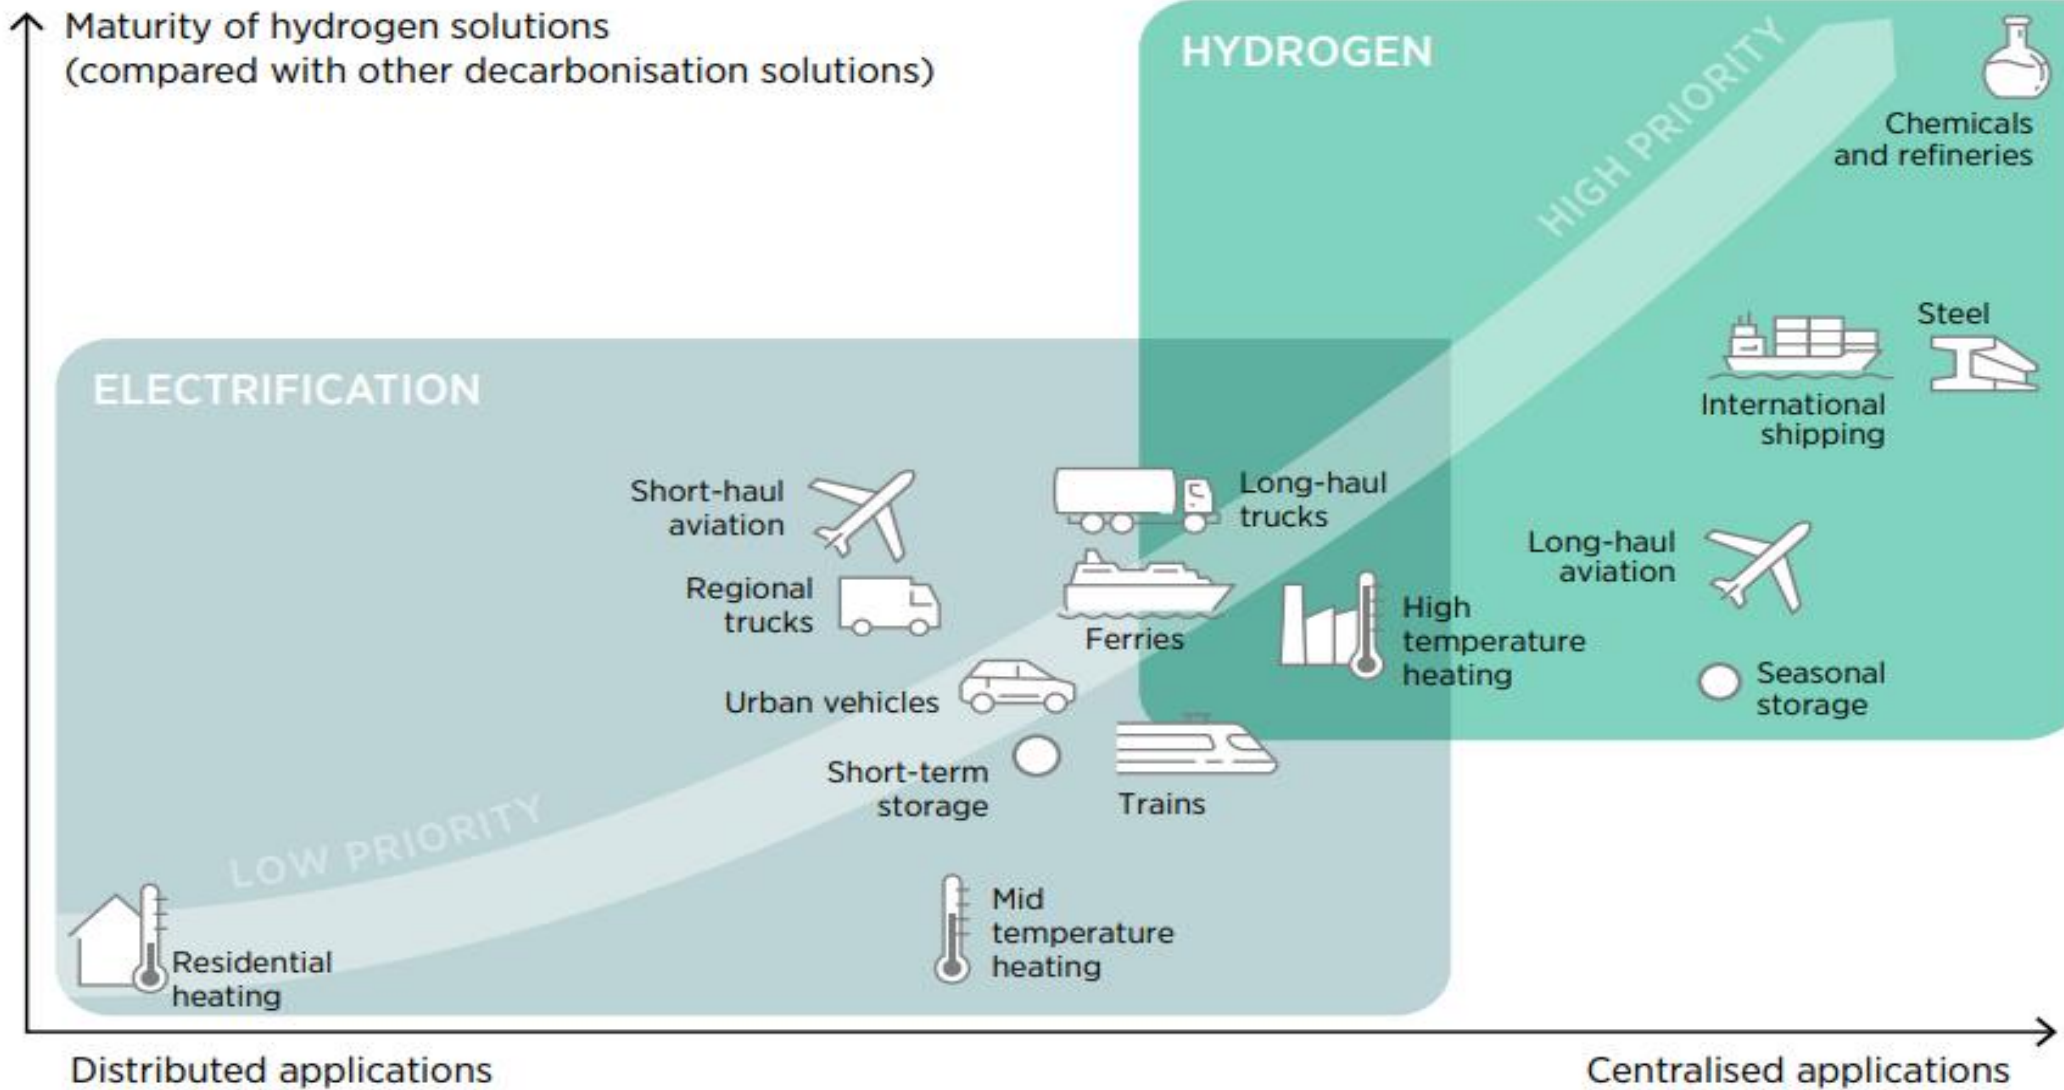 Maturity of hydrogen solutions
(compared with other decarbonisation solutions)
HYDROGEN
HIGH PRIORITY
Chemicals
and refineries
Steel
International
shipping
ELECTRIFICATION
Short-haul
aviation
Long-haul
trucks
Long-haul
aviation
Regional
trucks
Ferries
High
temperature
heating
Seasonal
storage
Urban vehicles
Short-term
storage
Trains
LOW PRIORITY
Mid
temperature
heating
Residential
heating
Distributed applications
Centralised applications